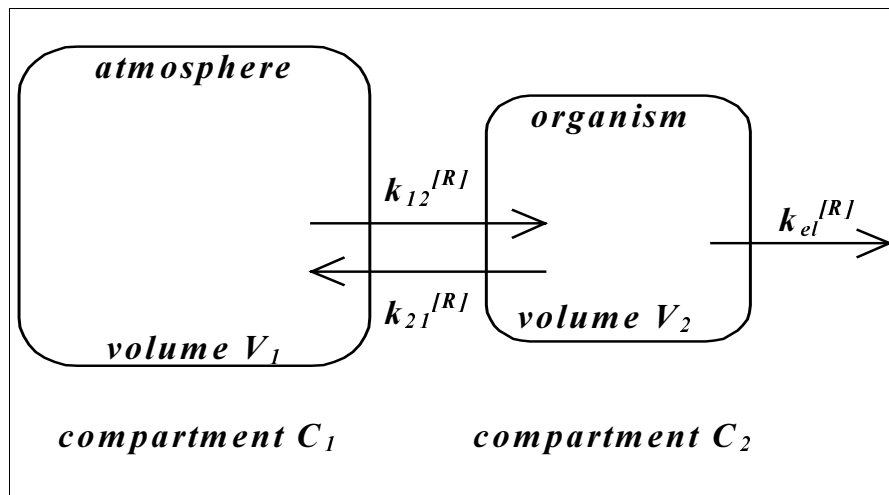 atmosphere
organism
k₁₂^[R]
kₑₗ^[R]
k₂₁^[R]
volume V₂
volume V₁
compartment C₁
compartment C₂